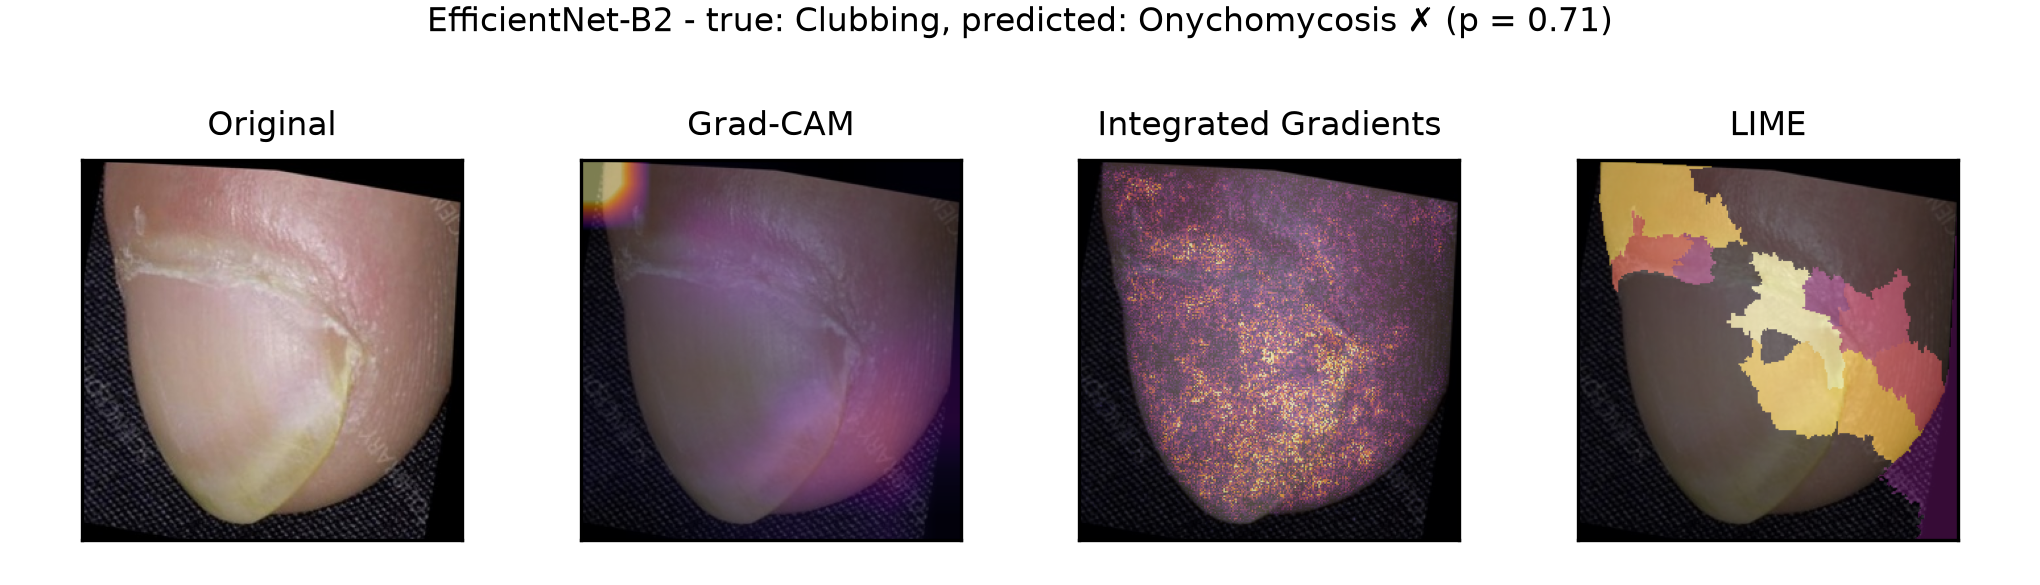 EfficientNet-B2 - true: Clubbing, predicted: Onychomycosis ✗ (p = 0.71)
Original
Grad-CAM
Integrated Gradients
LIME